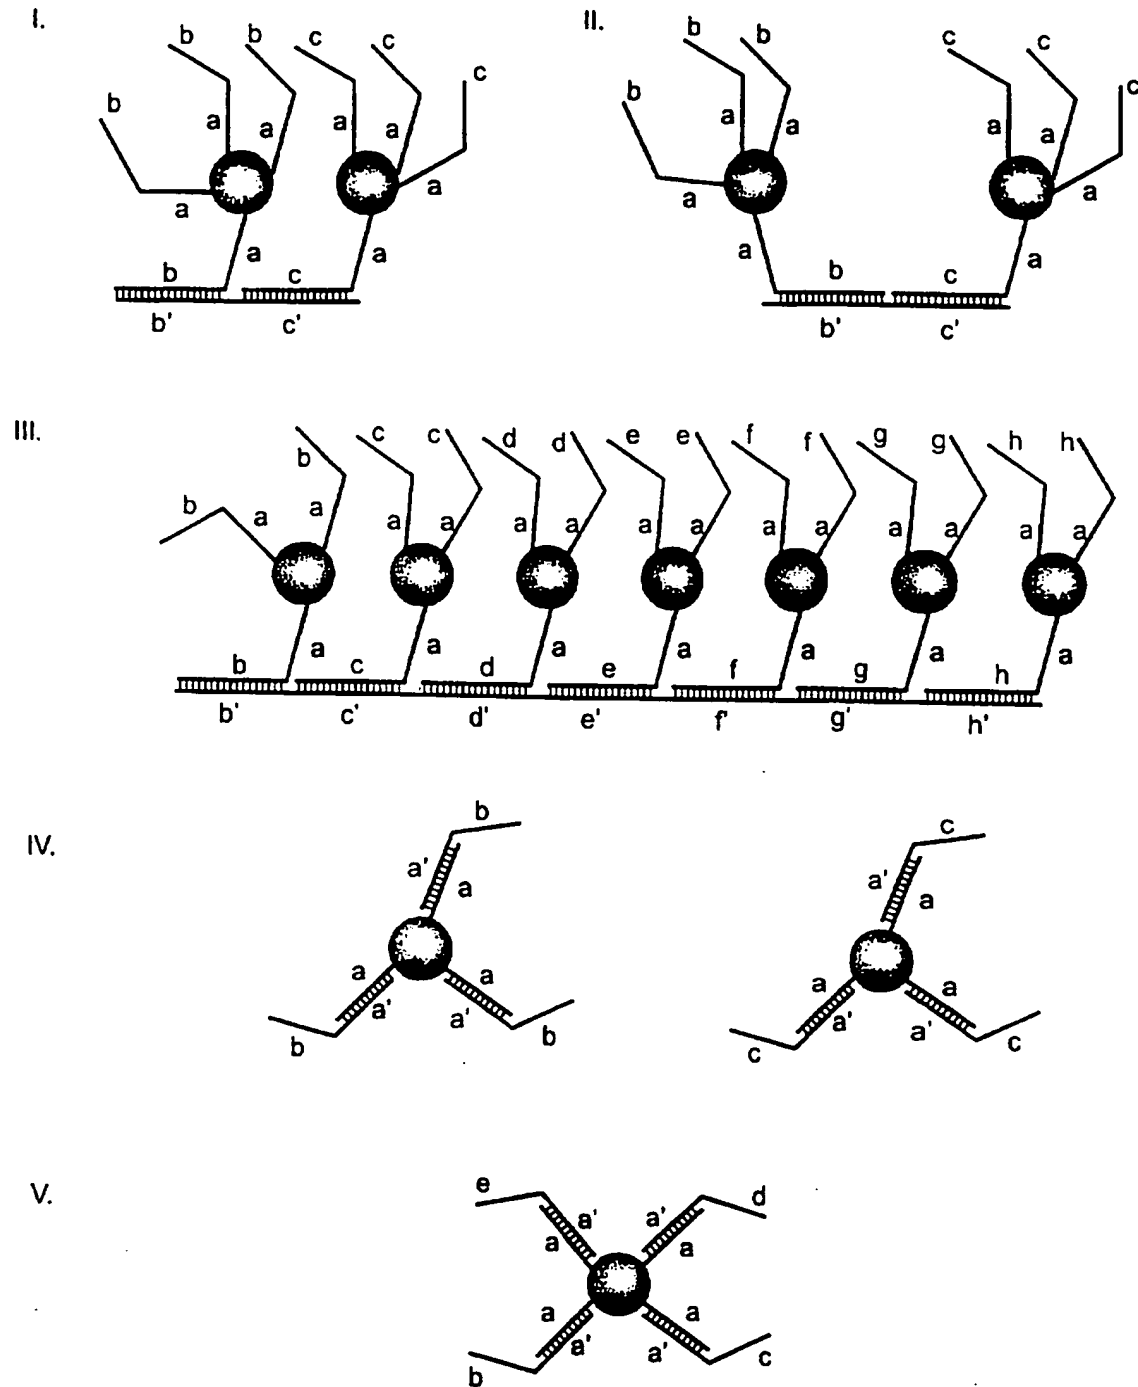 I.
b b c c c
b
a a a a
a a
a a
b c
b' c'
II.
b b c c
b c
a a a a
a a
a a
b c
b' c'
III.
b c c d d e e f f g g h h
b
a a a a a a a a a a a a a a
a a a a a a a
b c d e f g h
b' c' d' e' f' g' h'
IV.
b c
a' a a' a
a a a a
a' a' a' a'
b b c c
V.
e d
a' a'
a a
a a
a' a'
b c